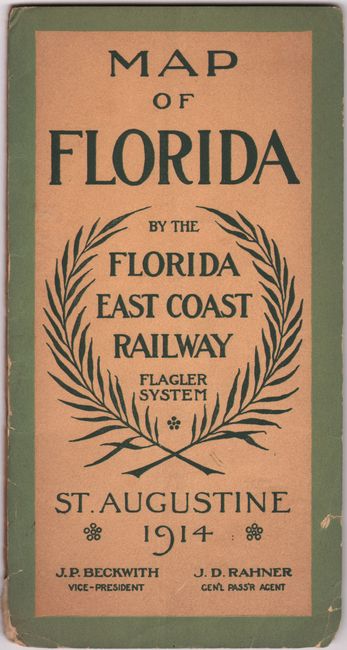 MAP
OF
FLORIDA
BY THE
FLORIDA
EAST COAST
RAILWAY
FLAGLER
SYSTEM
ST. AUGUSTINE
1914
J.P. BECKWITH J. D. RAHNER
VICE-PRESIDENT GEN'L PASS'R AGENT